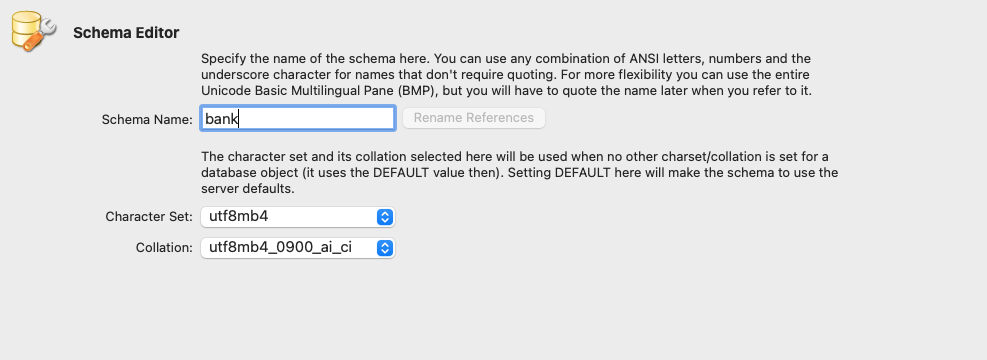 Schema Editor
Specify the name of the schema here. You can use any combination of ANSI letters, numbers and the
underscore character for names that don't require quoting. For more flexibility you can use the entire
Unicode Basic Multilingual Pane (BMP), but you will have to quote the name later when you refer to it.
Schema Name: bank Rename References
The character set and its collation selected here will be used when no other charset/collation is set for a
database object (it uses the DEFAULT value then). Setting DEFAULT here will make the schema to use the
server defaults.
Character Set: utf8mb4
Collation: utf8mb4_0900_ai_ci